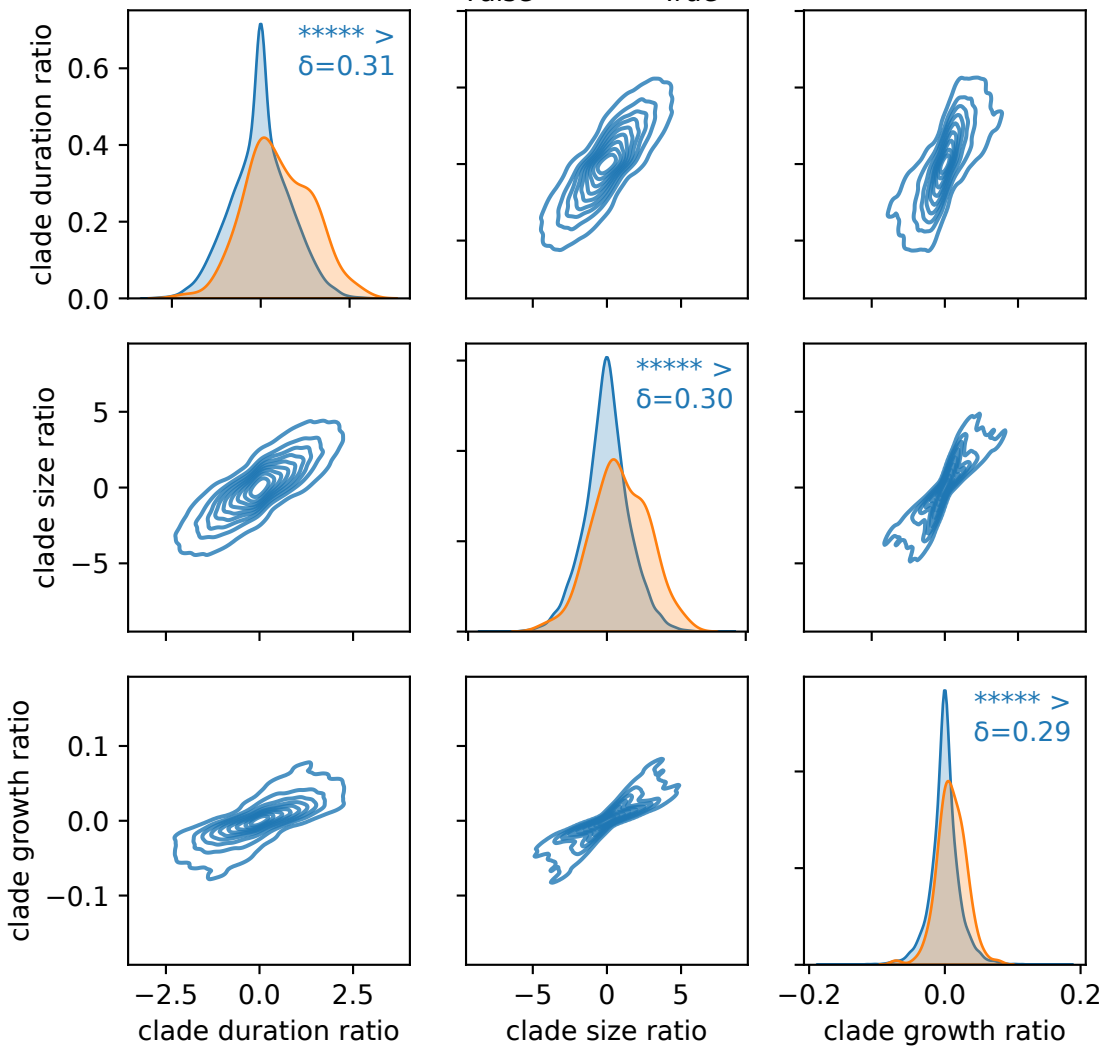 ***** >
δ=0.31
clade duration ratio
0.6
0.4
0.2
0.0
***** >
δ=0.30
clade size ratio
5
0
−5
***** >
δ=0.29
clade growth ratio
0.1
0.0
−0.1
−2.5 0.0 2.5 −5 0 5 −0.2 0.0 0.2
clade duration ratio clade size ratio clade growth ratio